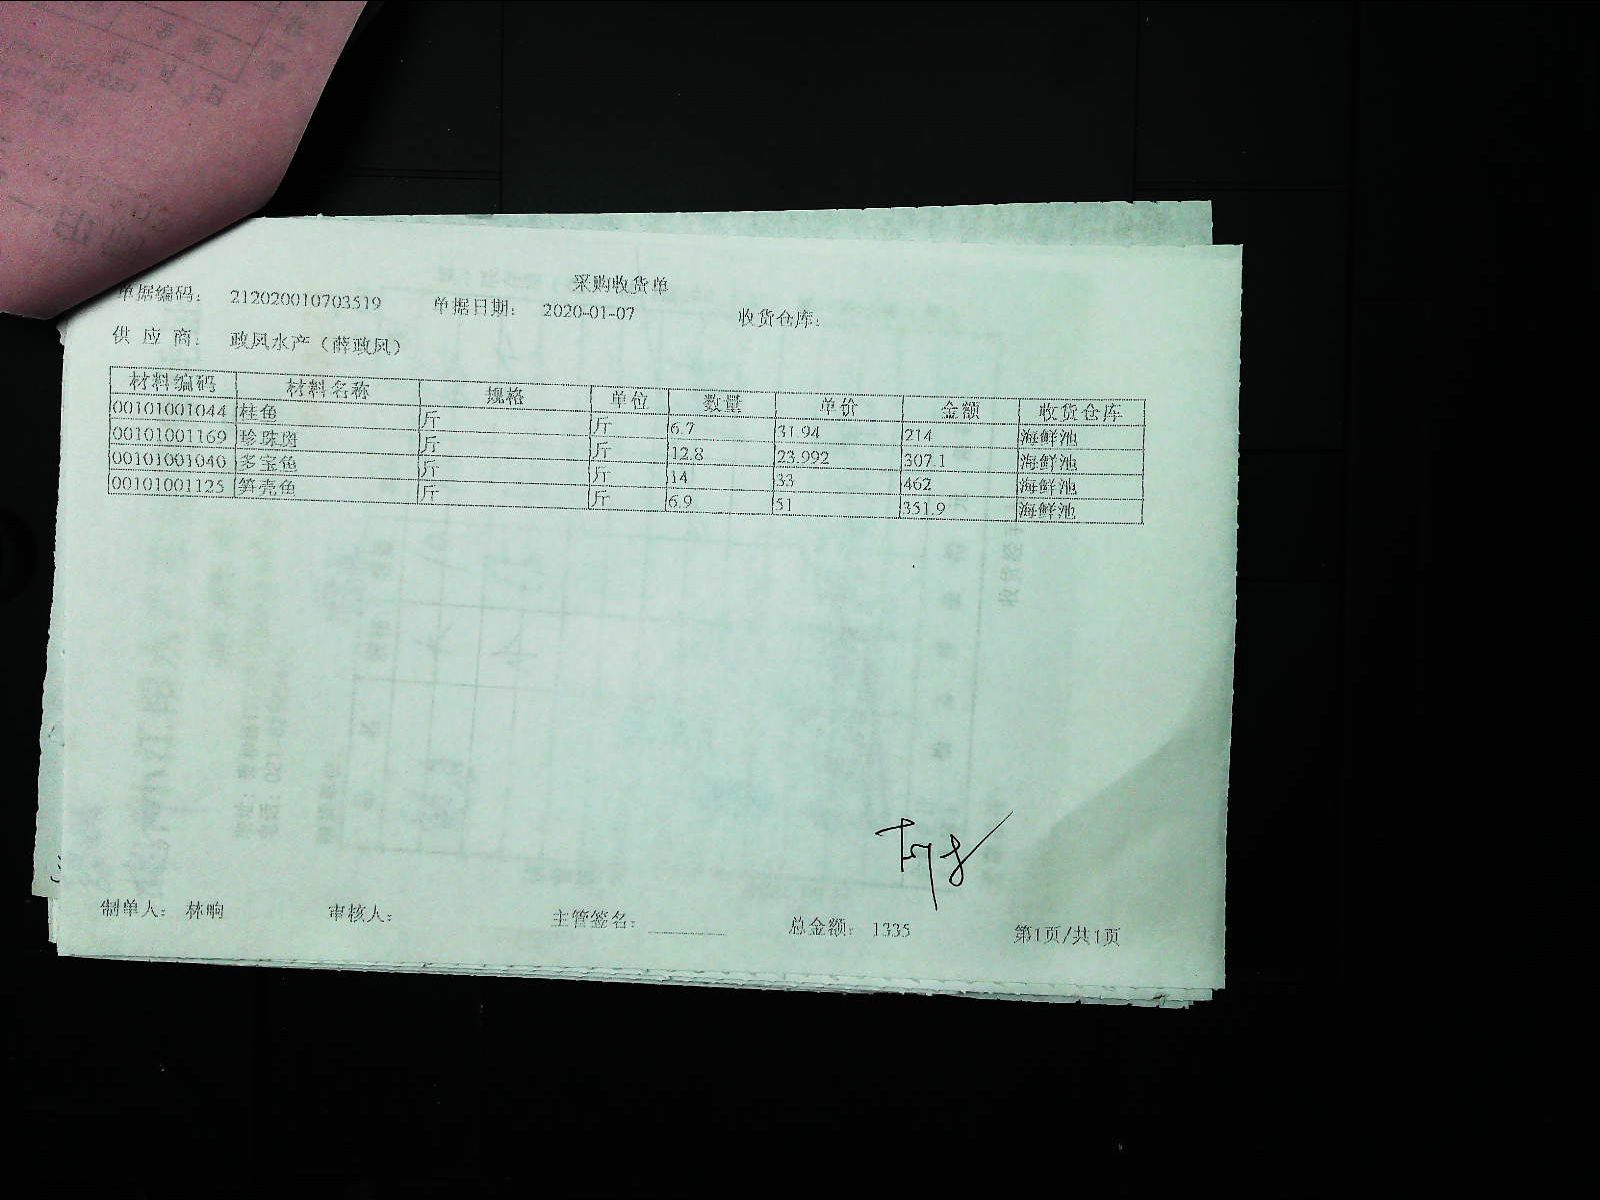 采购收货单
单据编码： 212020010703519 单据日期： 2020-01-07 收货仓库：
供 应 商： 政凤水产（薛政凤）
材料编码 材料名称 规格 单位 数量 单价 金额 收货仓库
00101001044 桂鱼 斤 斤 6.7 31.94 214 海鲜池
00101001169 珍珠斑 斤 斤 12.8 23.992 307.1 海鲜池
00101001046 多宝鱼 斤 斤 14 33 462 海鲜池
00101001125 笋壳鱼 斤 斤 6.9 51 351.9 海鲜池
制单人： 林晌 审核人： 主管签名： 总金额： 1335 第1页/共1页